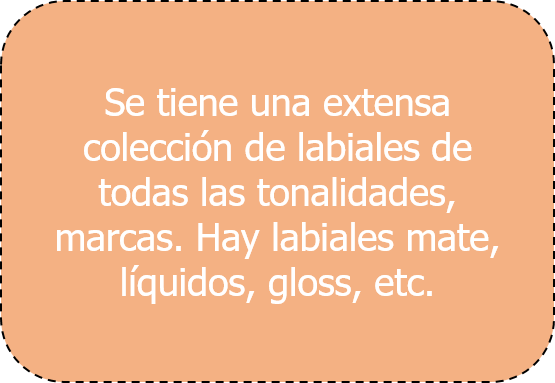 Se tiene una extensa
colección de labiales de
todas las tonalidades,
marcas. Hay labiales mate,
líquidos, gloss, etc.